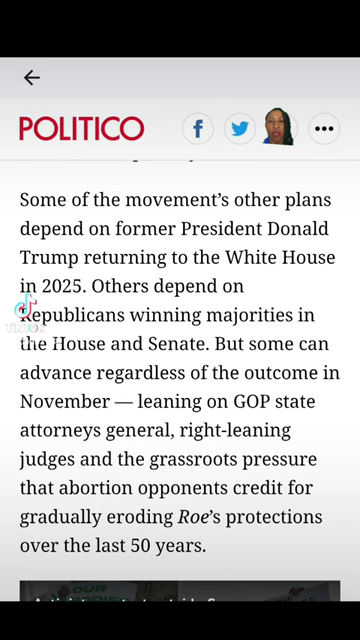 POLITICO
Some of the movement's other plans
depend on former President Donald
Trump returning to the White House
in 2025. Others depend on
Republicans winning majorities in
the House and Senate. But some can
advance regardless of the outcome in
November — leaning on GOP state
attorneys general, right-leaning
judges and the grassroots pressure
that abortion opponents credit for
gradually eroding Roe's protections
over the last 50 years.
TikTok
OUR